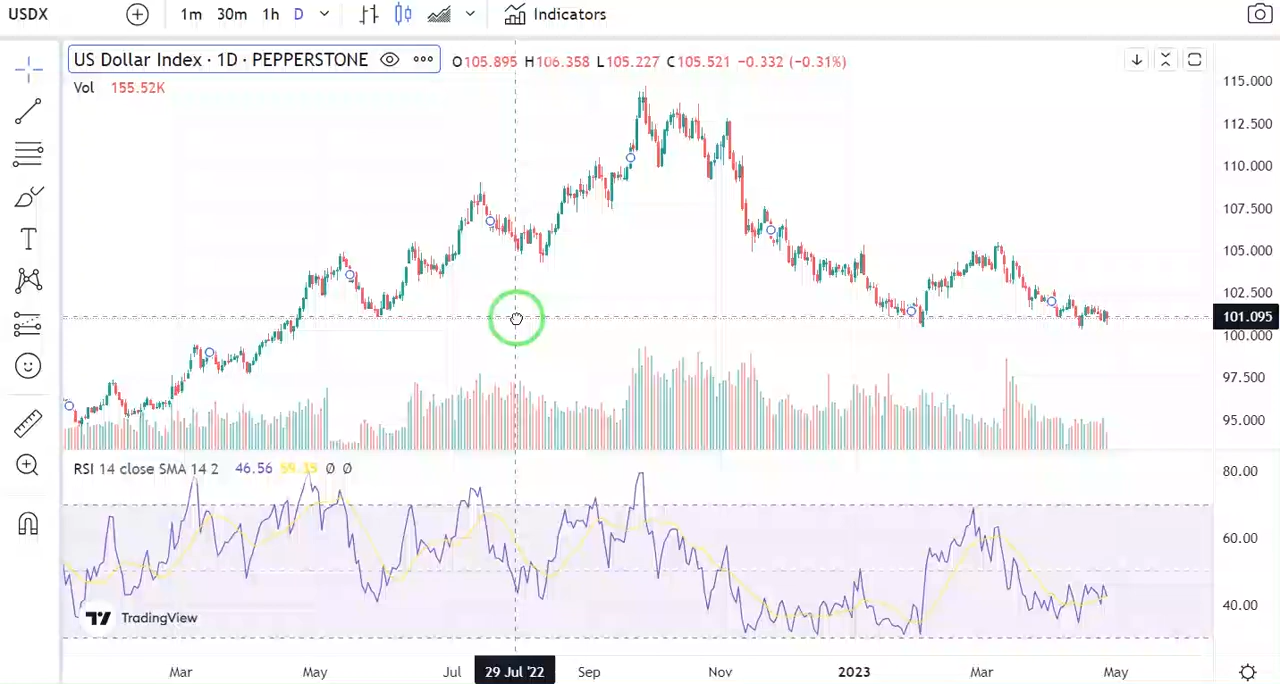 USDX 1m 30m 1h D Indicators
US Dollar Index · 1D · PEPPERSTONE O105.895 H106.358 L105.227 C105.521 −0.332 (−0.31%)
Vol 155.52K
115.000
112.500
110.000
107.500
105.000
102.500
101.095
100.000
97.500
95.000
RSI 14 close SMA 14 2 46.56 Ø Ø
80.00
60.00
40.00
TradingView
Mar May Jul 29 Jul '22 Sep Nov 2023 Mar May